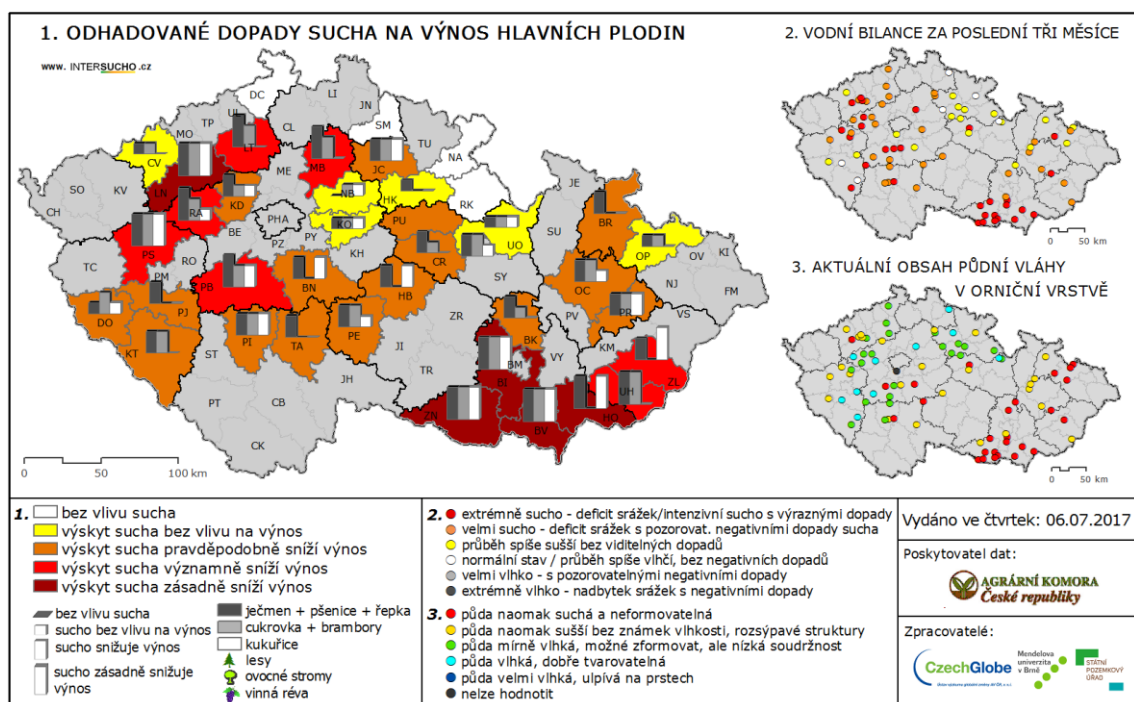 1. ODHADOVANÉ DOPADY SUCHA NA VÝNOS HLAVNÍCH PLODIN
www. INTERSUCHO.cz
DC
LI
JN
UL
TP
CL
SM
TU
MO
LT
CV
MB
JC
NA
LN
ME
SO
KV
NB
HK
RK
JE
CH
RA
KD
PHA
KO
PU
BR
BE
PY
UO
SU
OP
PS
RO
PZ
KH
CR
OV
KI
TC
PM
PB
BN
HB
SY
OC
NJ
FM
DO
PJ
ZR
PV
PR
VS
KT
PI
TA
PE
BK
ST
JI
KM
VY
BM
ZL
JH
TR
BI
UH
PT
CB
ZN
HO
BV
CK
0 50 100 km
2. VODNÍ BILANCE ZA POSLEDNÍ TŘI MĚSÍCE
0 50 km
3. AKTUÁLNÍ OBSAH PŮDNÍ VLÁHY
V ORNIČNÍ VRSTVĚ
0 50 km
1. bez vlivu sucha
výskyt sucha bez vlivu na výnos
výskyt sucha pravděpodobně sníží výnos
výskyt sucha významně sníží výnos
výskyt sucha zásadně sníží výnos
bez vlivu sucha
sucho bez vlivu na výnos
sucho snižuje výnos
sucho zásadně snižuje
výnos
ječmen + pšenice + řepka
cukrovka + brambory
kukuřice
lesy
ovocné stromy
vinná réva
2. extrémně sucho - deficit srážek/intenzivní sucho s výraznými dopady
velmi sucho - deficit srážek s pozorovat. negativními dopady sucha
průběh spíše sušší bez viditelných dopadů
normální stav / průběh spíše vlhčí, bez negativních dopadů
velmi vlhko - s pozorovatelnými negativními dopady
extrémně vlhko - nadbytek srážek s negativními dopady
3. půda naomak suchá a neformovatelná
půda naomak sušší bez známek vlhkosti, rozsýpavé struktury
půda mírně vlhká, možné zformovat, ale nízká soudržnost
půda vlhká, dobře tvarovatelná
půda velmi vlhká, ulpívá na prstech
nelze hodnotit
Vydáno ve čtvrtek: 06.07.2017
Poskytovatel dat:
AGRÁRNÍ KOMORA
České republiky
Zpracovatelé:
CzechGlobe
Mendelova
univerzita
v Brně
STÁTNÍ
POZEMKOVÝ
ÚŘAD